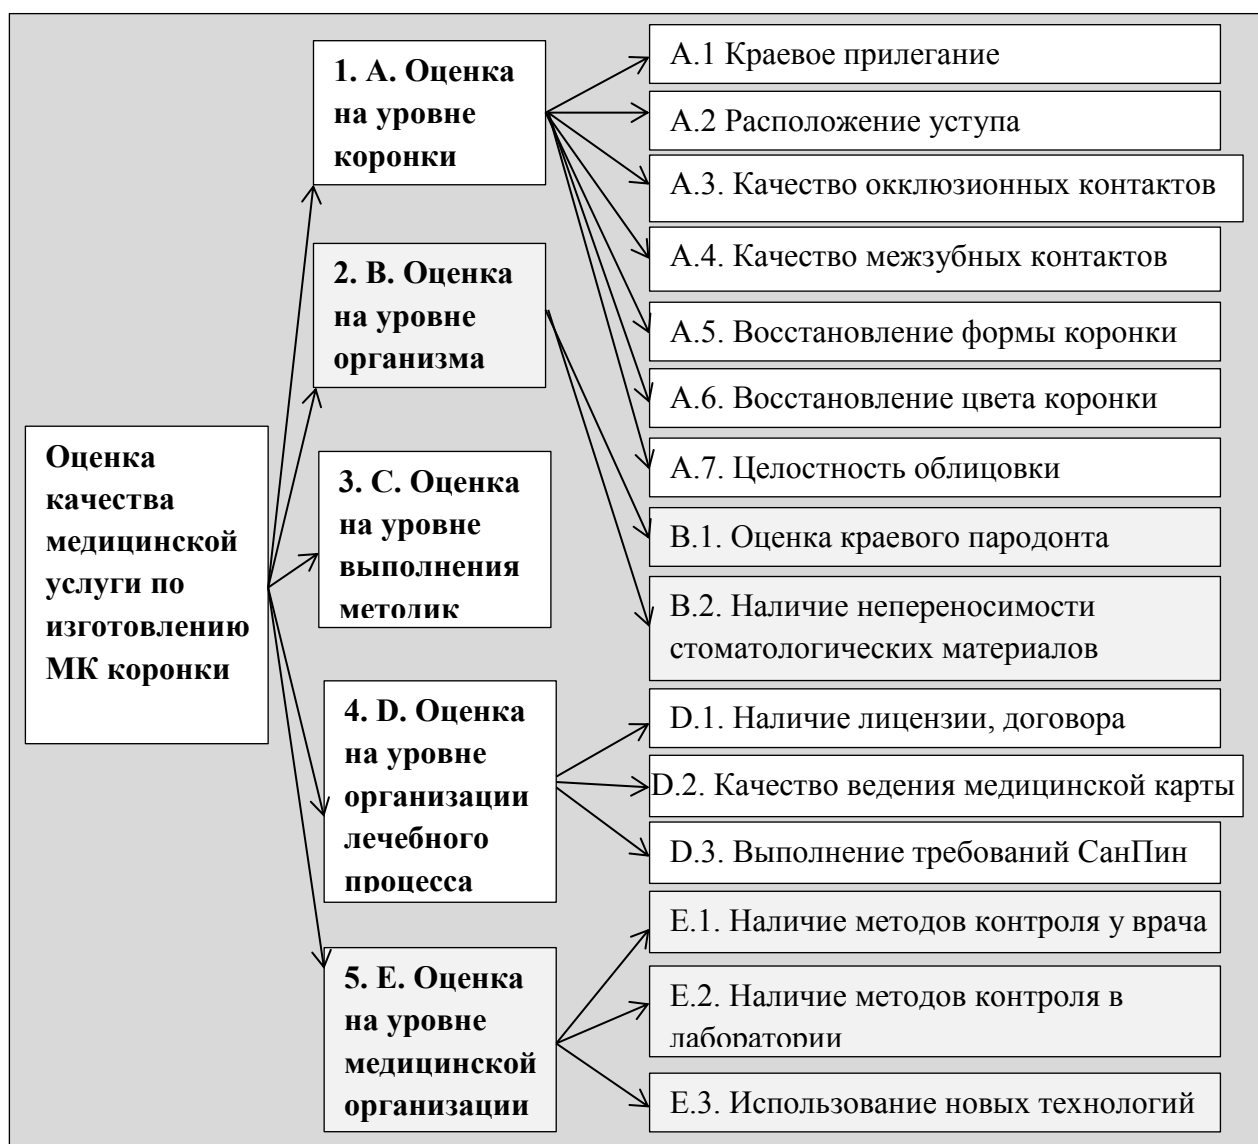 Оценка
качества
медицинской
услуги по
изготовлению
МК коронки
1. А. Оценка
на уровне
коронки
2. В. Оценка
на уровне
организма
3. С. Оценка
на уровне
выполнения
методик
4. D. Оценка
на уровне
организации
лечебного
процесса
5. Е. Оценка
на уровне
медицинской
организации
А.1 Краевое прилегание
А.2 Расположение уступа
А.3. Качество окклюзионных контактов
А.4. Качество межзубных контактов
А.5. Восстановление формы коронки
А.6. Восстановление цвета коронки
А.7. Целостность облицовки
В.1. Оценка краевого пародонта
В.2. Наличие непереносимости
стоматологических материалов
D.1. Наличие лицензии, договора
D.2. Качество ведения медицинской карты
D.3. Выполнение требований СанПин
Е.1. Наличие методов контроля у врача
Е.2. Наличие методов контроля в
лаборатории
Е.3. Использование новых технологий